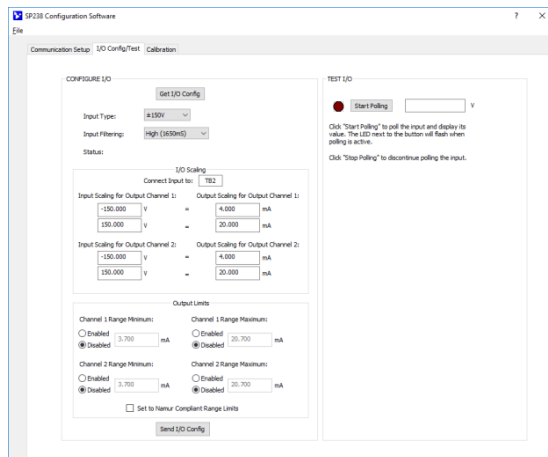 SP238 Configuration Software
? X
File
Communication Setup I/O Config/Test Calibration
CONFIGURE I/O
Get I/O Config
Input Type: ±150V
Input Filtering: High (1650mS)
Status:
I/O Scaling
Connect Input to: TB2
Input Scaling for Output Channel 1: Output Scaling for Output Channel 1:
-150.000 V = 4.000 mA
150.000 V = 20.000 mA
Input Scaling for Output Channel 2: Output Scaling for Output Channel 2:
-150.000 V = 4.000 mA
150.000 V = 20.000 mA
Output Limits
Channel 1 Range Minimum: Channel 1 Range Maximum:
Enabled Enabled
Disabled 3.700 mA Disabled 20.700 mA
Channel 2 Range Minimum: Channel 2 Range Maximum:
Enabled Enabled
Disabled 3.700 mA Disabled 20.700 mA
Set to Namur Compliant Range Limits
Send I/O Config
TEST I/O
Start Polling V
Click "Start Polling" to poll the input and display its
value. The LED next to the button will flash when
polling is active.
Click "Stop Polling" to discontinue polling the input.